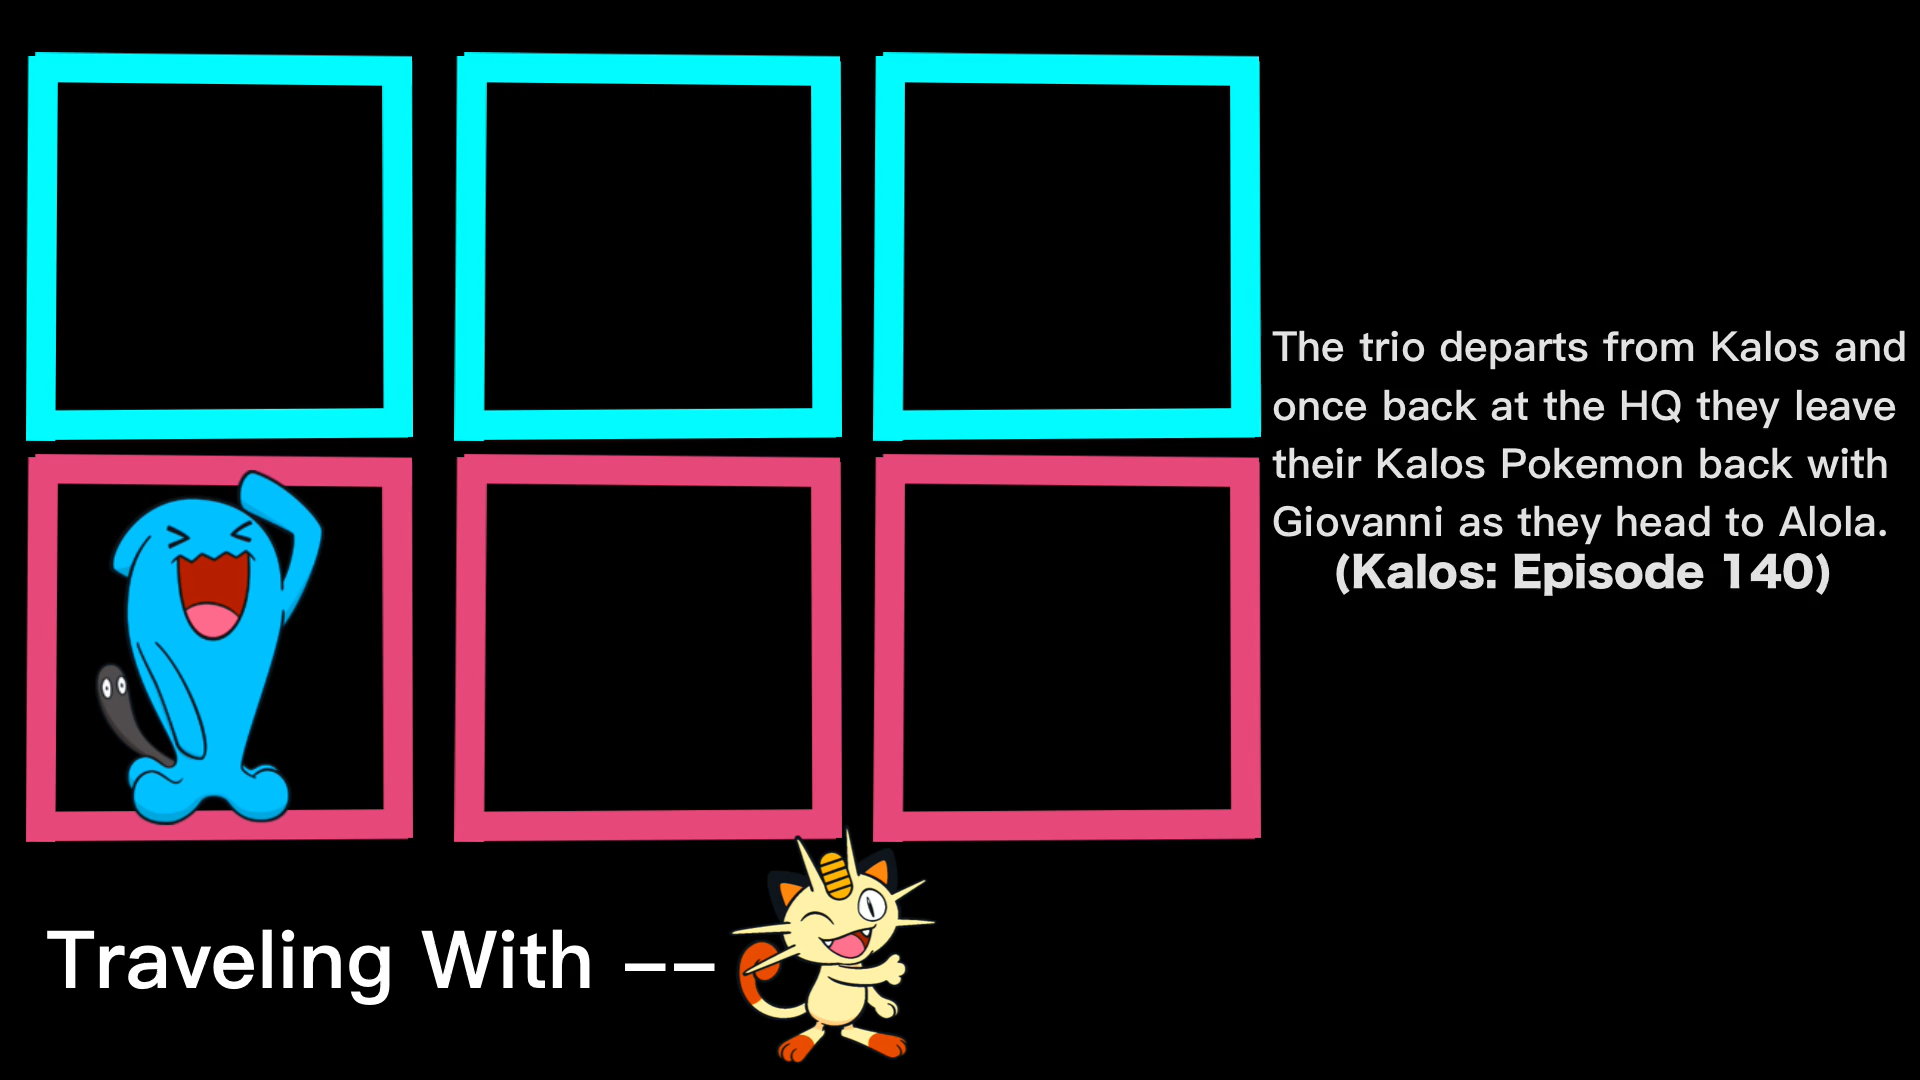 The trio departs from Kalos and
once back at the HQ they leave
their Kalos Pokemon back with
Giovanni as they head to Alola.
(Kalos: Episode 140)
Traveling With --